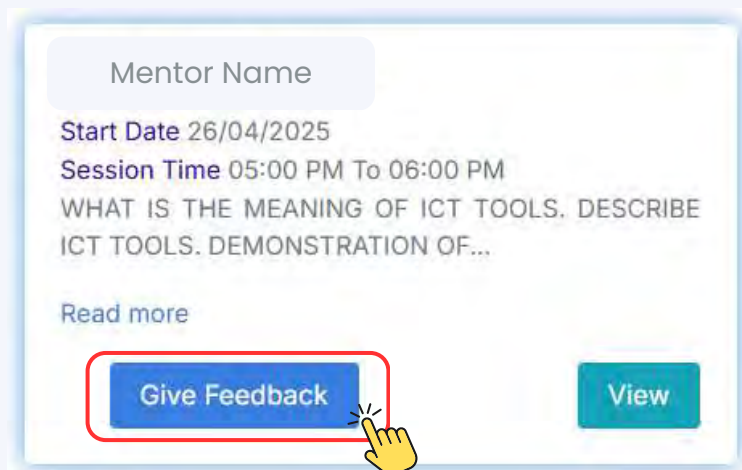 Mentor Name
Start Date 26/04/2025
Session Time 05:00 PM To 06:00 PM
WHAT IS THE MEANING OF ICT TOOLS. DESCRIBE
ICT TOOLS. DEMONSTRATION OF...
Read more
Give Feedback View